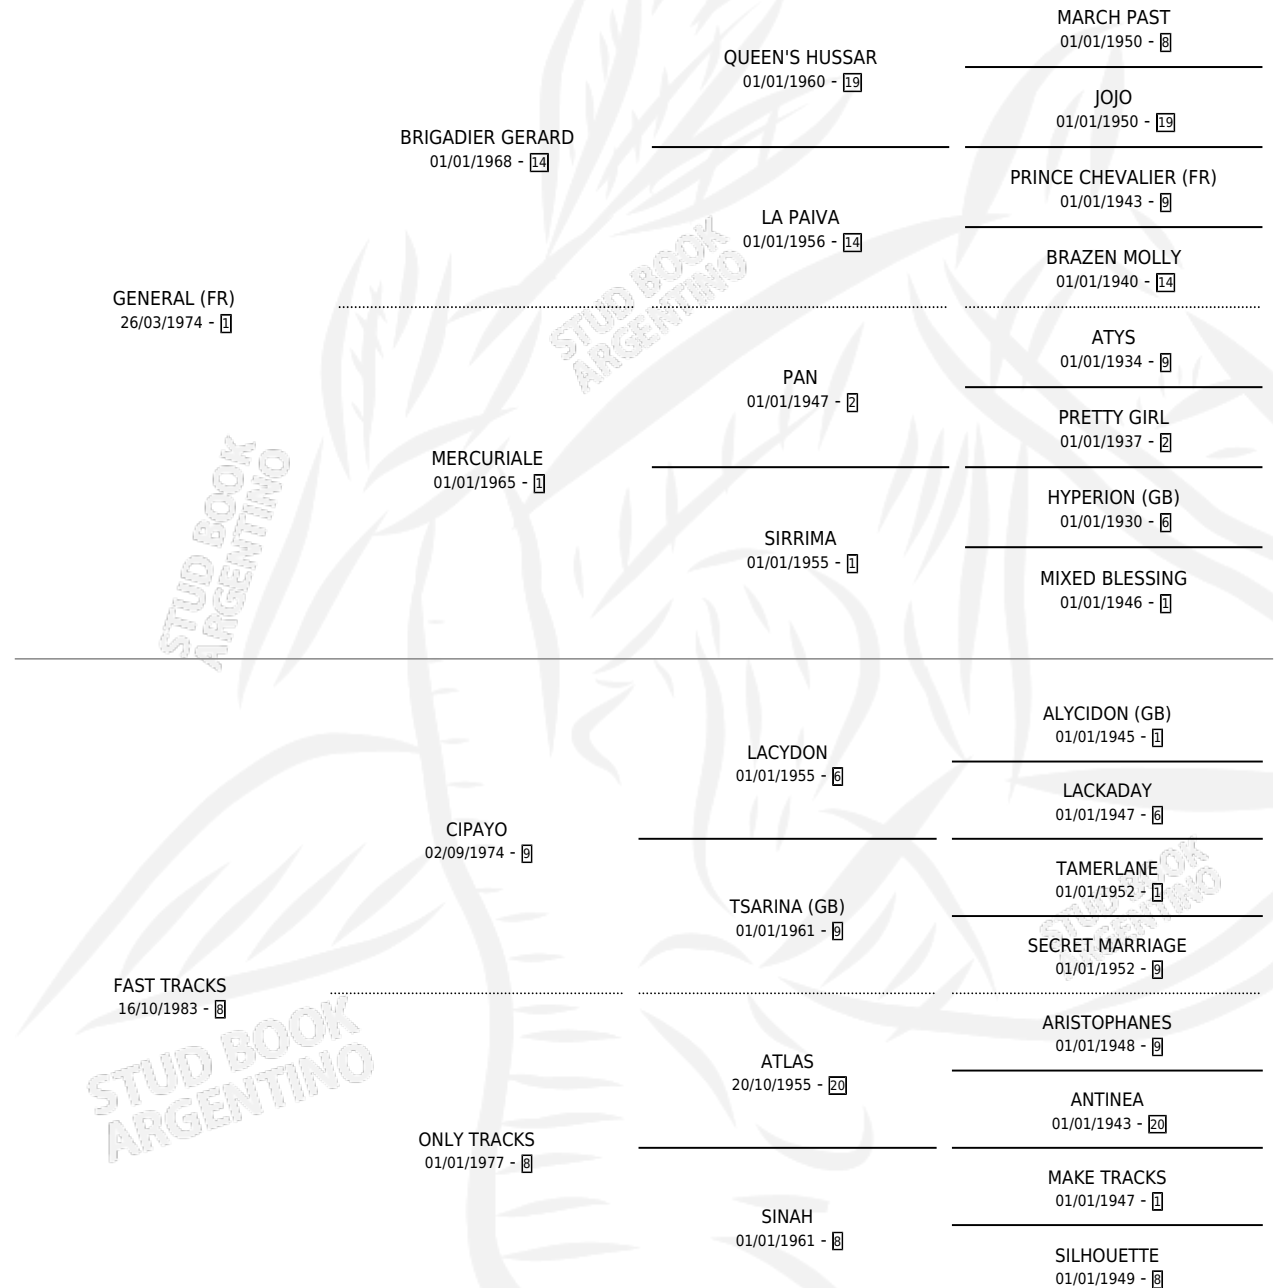 MARCH PAST
01/01/1950 - 8
QUEEN'S HUSSAR
01/01/1960 - 19
JOJO
01/01/1950 - 19
BRIGADIER GERARD
01/01/1968 - 14
PRINCE CHEVALIER (FR)
01/01/1943 - 9
LA PAIVA
01/01/1956 - 14
BRAZEN MOLLY
01/01/1940 - 14
GENERAL (FR)
26/03/1974 - 1
STUD BOOK
ARGENTINO
ATYS
01/01/1934 - 9
PAN
01/01/1947 - 2
PRETTY GIRL
01/01/1937 - 2
MERCURIALE
01/01/1965 - 1
HYPERION (GB)
01/01/1930 - 6
SIRRIMA
01/01/1955 - 1
MIXED BLESSING
01/01/1946 - 1
STUD BOOK
ARGENTINO
ALYCIDON (GB)
01/01/1945 - 1
LACYDON
01/01/1955 - 6
LACKADAY
01/01/1947 - 6
CIPAYO
02/09/1974 - 9
TAMERLANE
01/01/1952 - 1
TSARINA (GB)
01/01/1961 - 9
SECRET MARRIAGE
01/01/1952 - 9
STUD BOOK
ARGENTINO
FAST TRACKS
16/10/1983 - 8
STUD BOOK
ARGENTINO
ARISTOPHANES
01/01/1948 - 9
ATLAS
20/10/1955 - 20
ANTINEA
01/01/1943 - 20
ONLY TRACKS
01/01/1977 - 8
MAKE TRACKS
01/01/1947 - 1
SINAH
01/01/1961 - 8
SILHOUETTE
01/01/1949 - 8